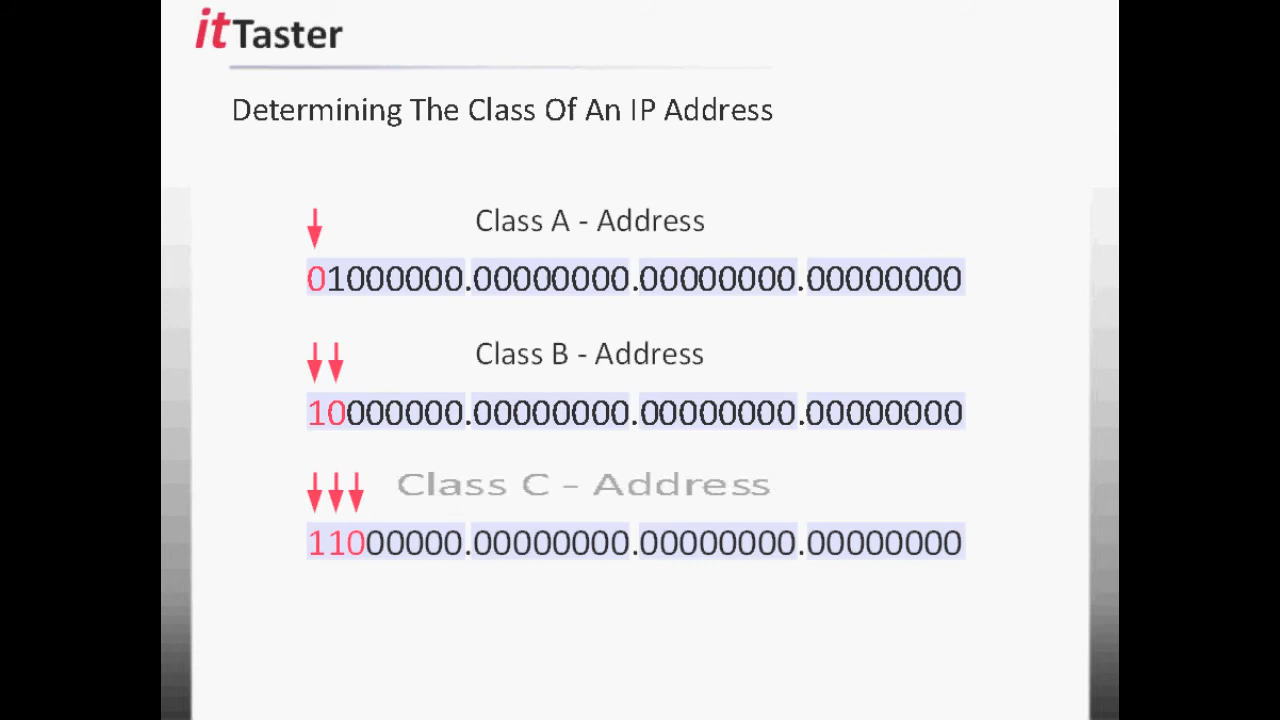 itTaster
Determining The Class Of An IP Address
Class A - Address
01000000.00000000.00000000.00000000
Class B - Address
10000000.00000000.00000000.00000000
Class C - Address
11000000.00000000.00000000.00000000